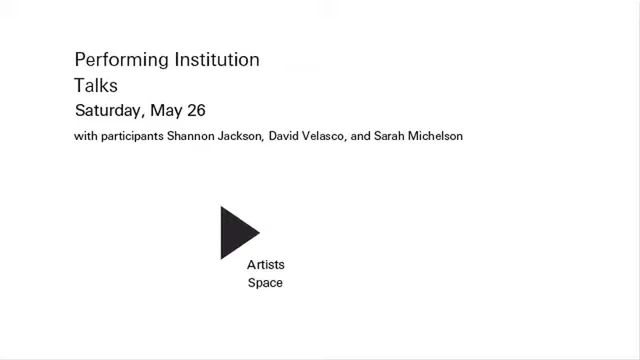 Performing Institution
Talks
Saturday, May 26
with participants Shannon Jackson, David Velasco, and Sarah Michelson
Artists
Space